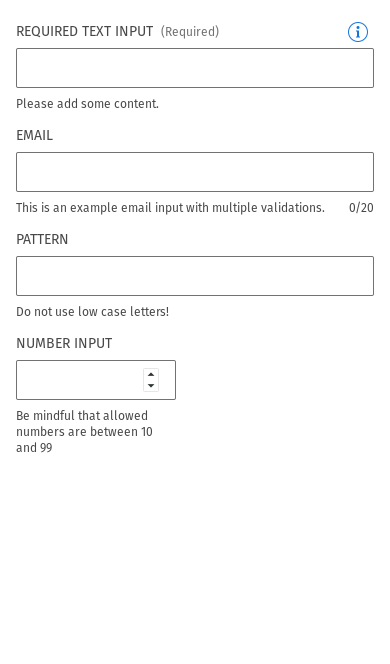 REQUIRED TEXT INPUT (Required)
Please add some content.
EMAIL
This is an example email input with multiple validations. 0/20
PATTERN
Do not use low case letters!
NUMBER INPUT
Be mindful that allowed
numbers are between 10
and 99